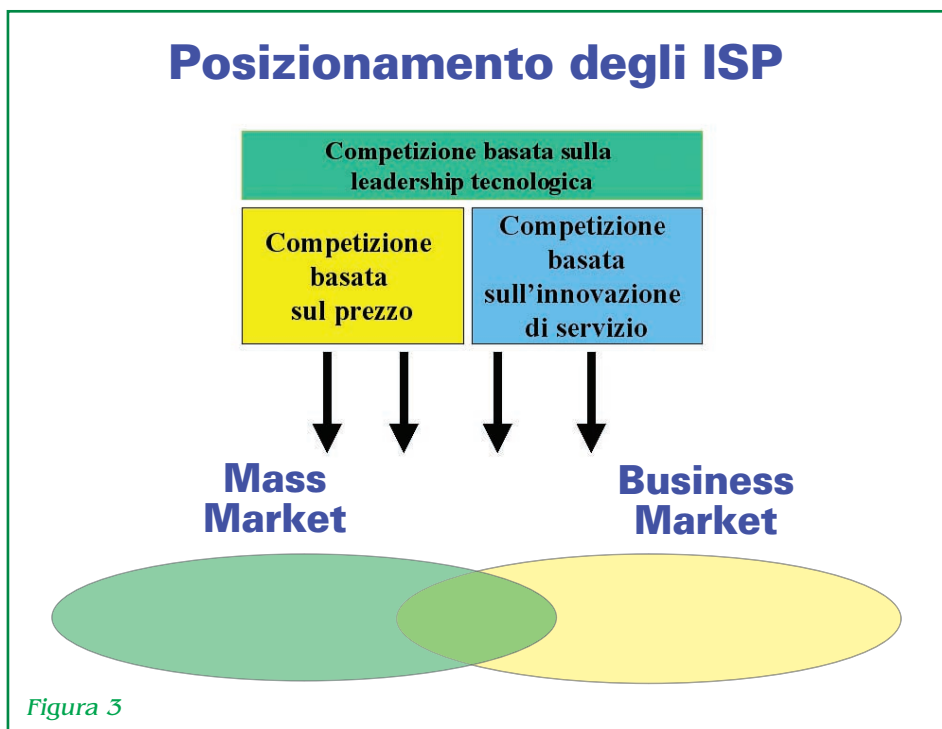 Posizionamento degli ISP
Competizione basata sulla
leadership tecnologica
Competizione
basata
sul prezzo
Competizione
basata
sull'innovazione
di servizio
Mass
Market
Business
Market
Figura 3